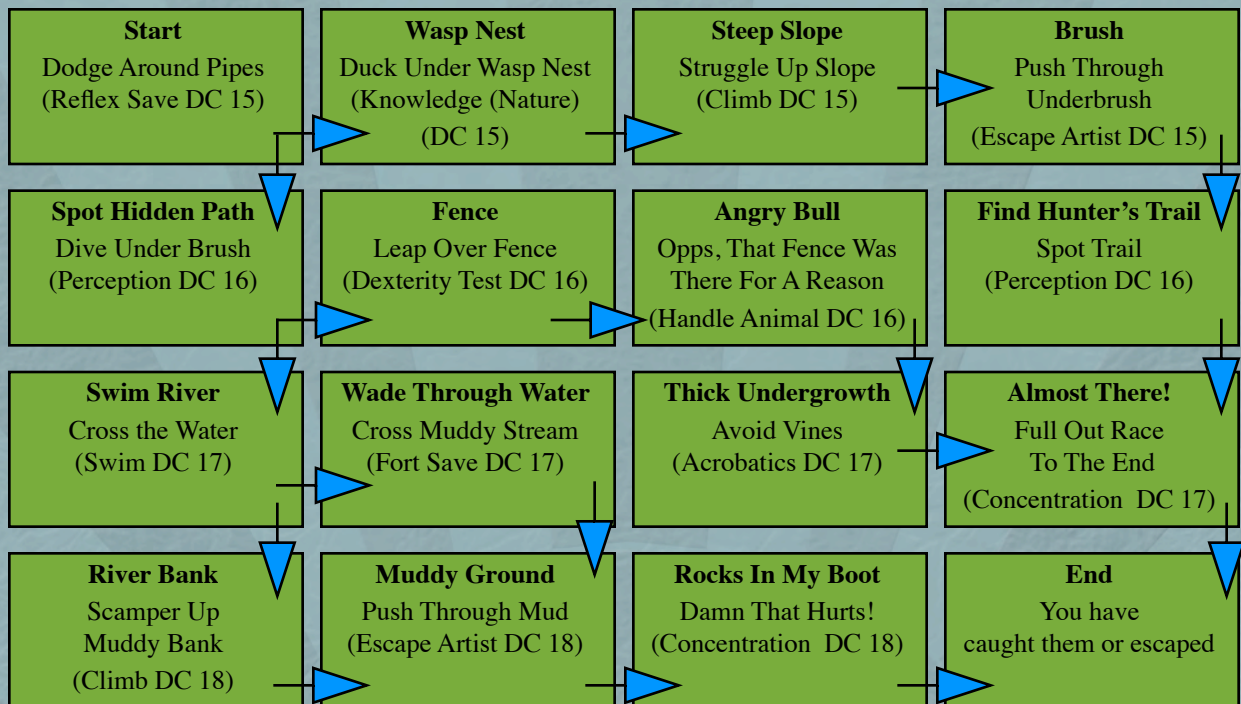 Start
Dodge Around Pipes
(Reflex Save DC 15)
Wasp Nest
Duck Under Wasp Nest
(Knowledge (Nature)
(DC 15)
Steep Slope
Struggle Up Slope
(Climb DC 15)
Brush
Push Through
Underbrush
(Escape Artist DC 15)
Spot Hidden Path
Dive Under Brush
(Perception DC 16)
Fence
Leap Over Fence
(Dexterity Test DC 16)
Angry Bull
Opps, That Fence Was
There For A Reason
(Handle Animal DC 16)
Find Hunter's Trail
Spot Trail
(Perception DC 16)
Swim River
Cross the Water
(Swim DC 17)
Wade Through Water
Cross Muddy Stream
(Fort Save DC 17)
Thick Undergrowth
Avoid Vines
(Acrobatics DC 17)
Almost There!
Full Out Race
To The End
(Concentration  DC 17)
River Bank
Scamper Up
Muddy Bank
(Climb DC 18)
Muddy Ground
Push Through Mud
(Escape Artist DC 18)
Rocks In My Boot
Damn That Hurts!
(Concentration  DC 18)
End
You have
caught them or escaped